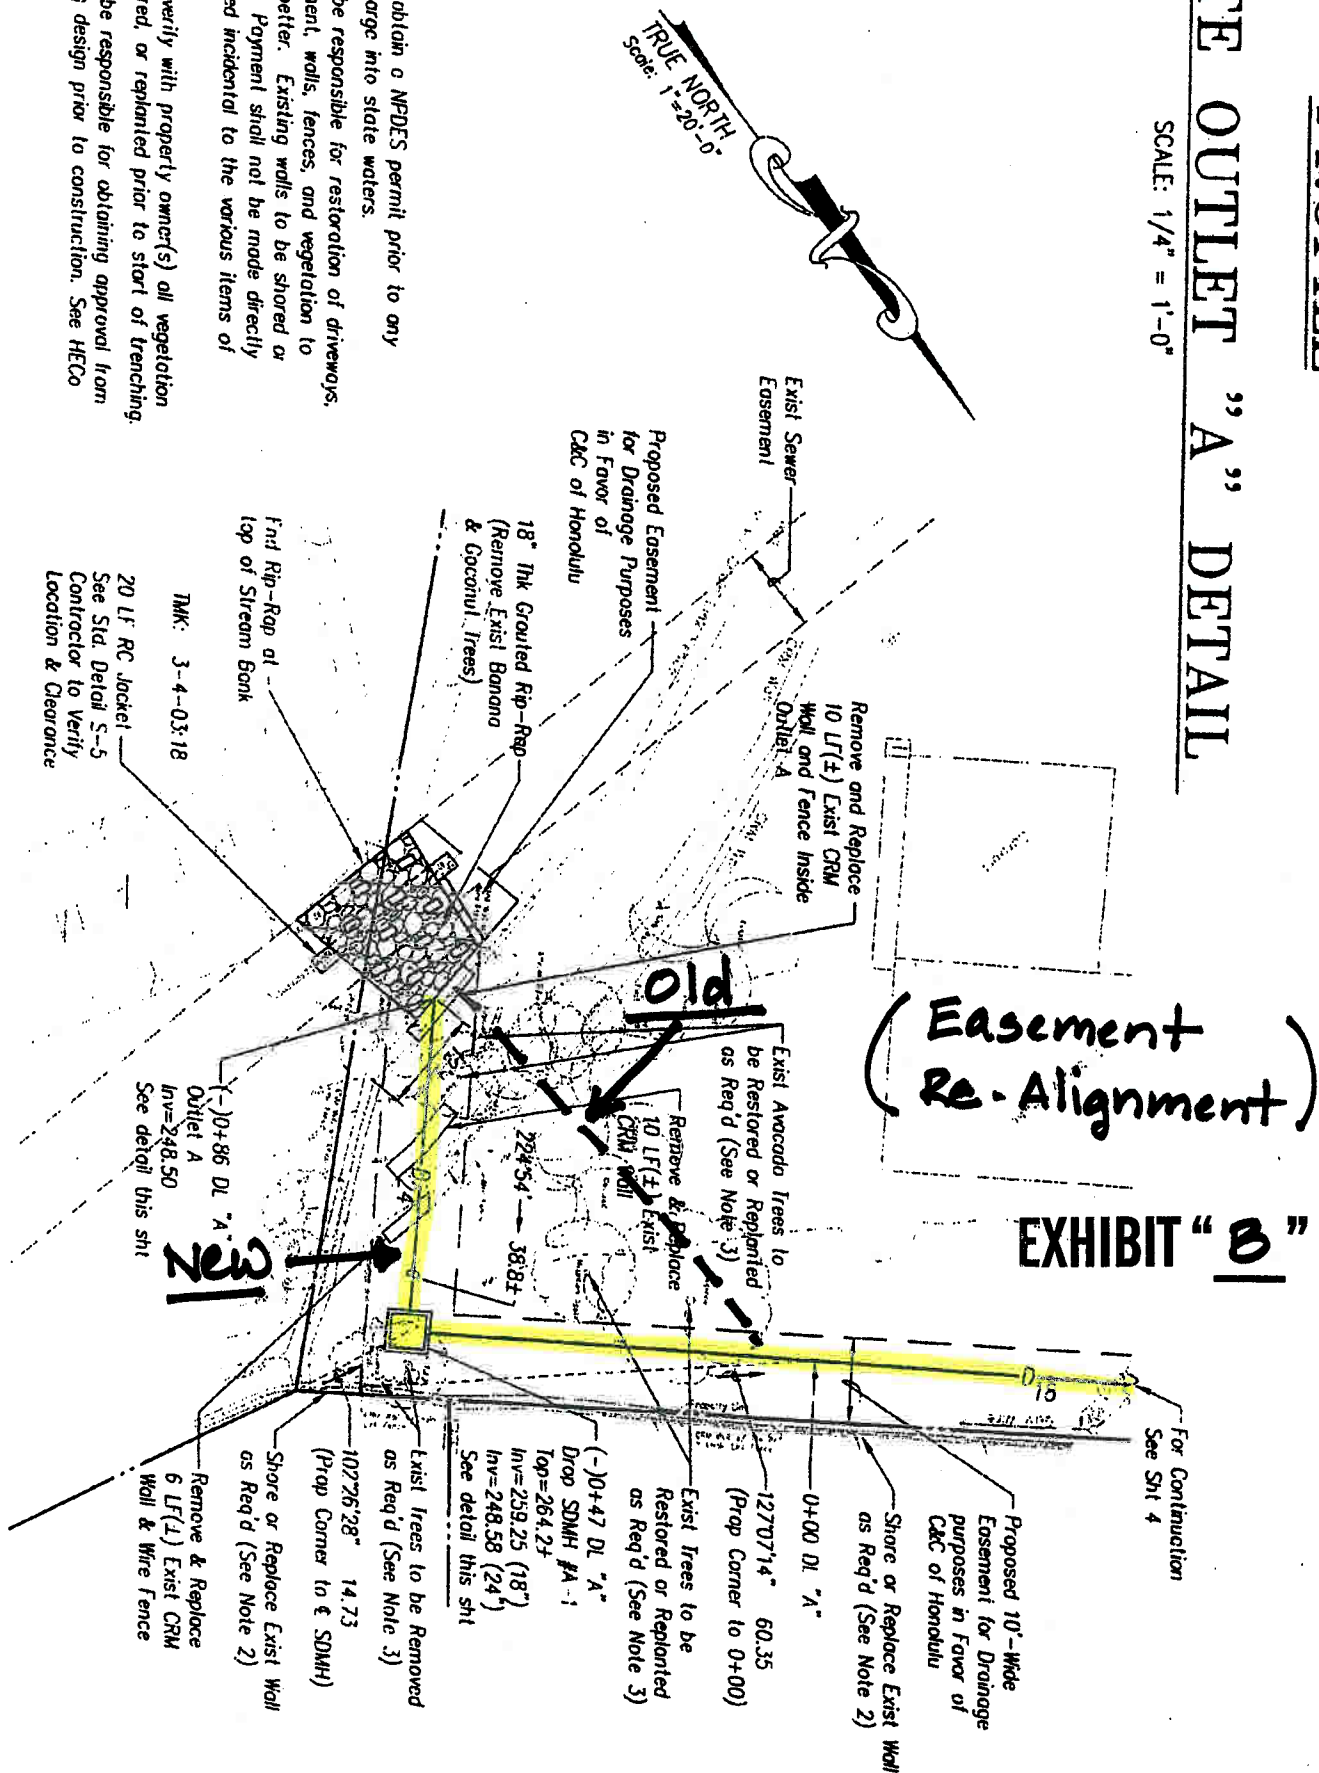 TE OUTLET "A" DETAIL
SCALE: 1/4" = 1'-0"
TRUE NORTH
Scale: 1"=20'-0"
obtain a NPDES permit prior to any
arge into state waters.
be responsible for restoration of driveways,
ment, walls, fences, and vegetation to
better. Existing walls to be shored or
Payment shall not be made directly
ed incidental to the various items of
verify with property owner(s) all vegetation
red, or replanted prior to start of trenching.
be responsible for obtaining approval from
design prior to construction. See HECo
Exist Sewer
Easement
Proposed Easement
for Drainage Purposes
in Favor of
C&C of Honolulu
18" Thk Grouted Rip-Rap
(Remove Exist Banana
& Coconut Trees)
End Rip-Rap at
top of Stream Bank
TMK: 3-4-03:18
20 LF RC Jacket
See Std. Detail S-5
Contractor to Verify
Location & Clearance
Remove and Replace
10 LF(±) Exist CRM
Wall and Fence Inside
Outlet A
Old
(Easement
Re-Alignment)
EXHIBIT "B"
Exist Avocado Trees to
be Restored or Replanted
as Req'd (See Note 3)
Remove & Replace
10 LF(±) Exist
CRM Wall
224°54' 38.8±
(-)0+86 DL "A"
Outlet A
Inv=248.50
See detail this sht
New
For Continuation
See Sht 4
Proposed 10'-Wide
Easement for Drainage
purposes in Favor of
C&C of Honolulu
Shore or Replace Exist Wall
as Req'd (See Note 2)
0+00 DL "A"
127°07'14" 60.35
(Prop Corner to 0+00)
Exist Trees to be
Restored or Replanted
as Req'd (See Note 3)
(-)0+47 DL "A"
Drop SDMH #A-1
Top=264.2±
Inv=259.25 (18")
Inv=248.58 (24")
See detail this sht
Exist Trees to be Removed
as Req'd (See Note 3)
102°26'28" 14.73
(Prop Corner to ℄ SDMH)
Shore or Replace Exist Wall
as Req'd (See Note 2)
Remove & Replace
6 LF(±) Exist CRM
Wall & Wire Fence